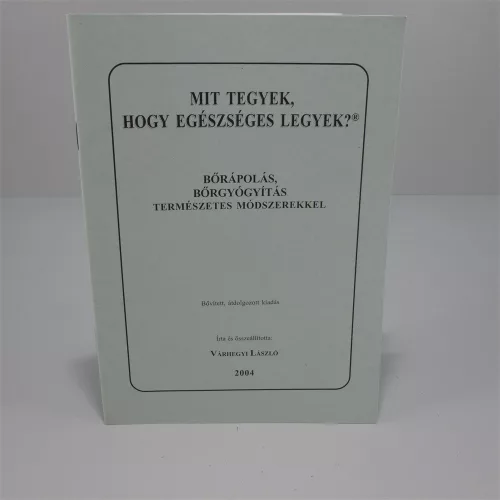 MIT TEGYEK,
HOGY EGÉSZSÉGES LEGYEK?®
BŐRÁPOLÁS,
BŐRGYÓGYÍTÁS
TERMÉSZETES MÓDSZEREKKEL
Bővített, átdolgozott kiadás
Írta és összeállította:
VÁRHEGYI LÁSZLÓ
2004